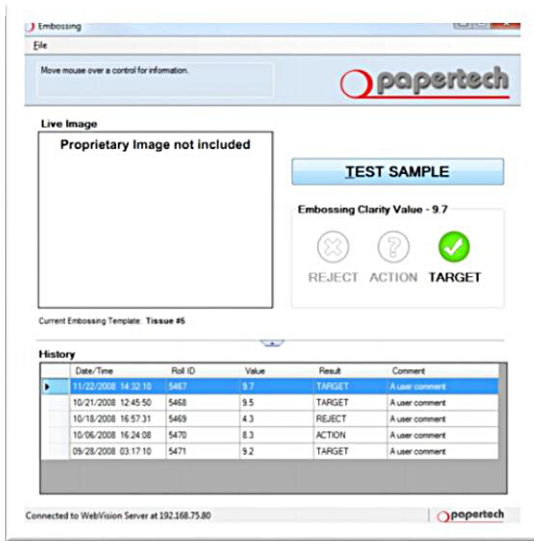 Embossing
File
Move mouse over a control for information.
papertech
Live Image
Proprietary Image not included
TEST SAMPLE
Embossing Clarity Value - 9.7
REJECT ACTION TARGET
Current Embossing Template: Tissue #5
History
Date/Time Roll ID Value Result Comment
11/22/2008 14:32:10 5467 9.7 TARGET A user comment
10/21/2008 12:45:50 5468 9.5 TARGET A user comment
10/18/2008 16:57:31 5469 4.3 REJECT A user comment
10/06/2008 16:24:08 5470 8.3 ACTION A user comment
09/28/2008 03:17:10 5471 9.2 TARGET A user comment
Connected to WebVision Server at 192.168.75.80
papertech